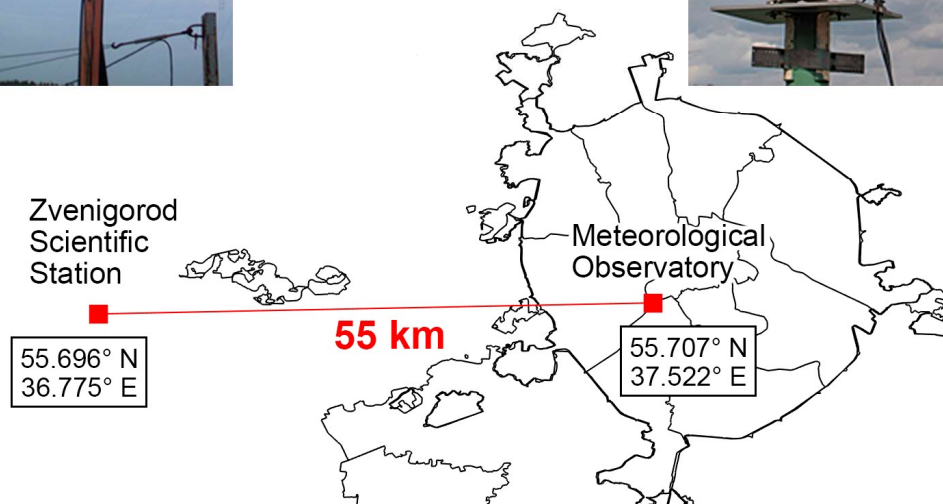 Zvenigorod
Scientific
Station
Meteorological
Observatory
55 km
55.696° N
36.775° E
55.707° N
37.522° E